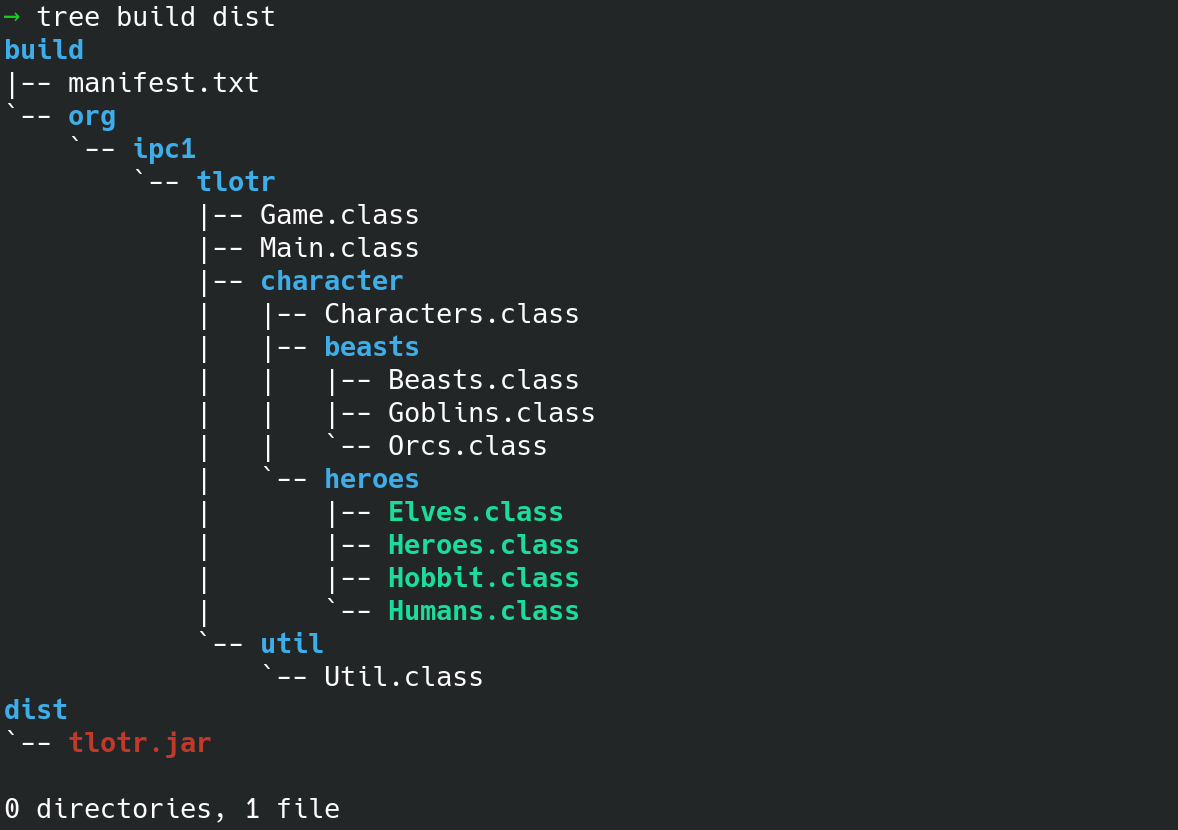 → tree build dist
build
|-- manifest.txt
`-- org
    `-- ipc1
        `-- tlotr
            |-- Game.class
            |-- Main.class
            |-- character
            |   |-- Characters.class
            |   |-- beasts
            |   |   |-- Beasts.class
            |   |   |-- Goblins.class
            |   |   `-- Orcs.class
            |   `-- heroes
            |       |-- Elves.class
            |       |-- Heroes.class
            |       |-- Hobbit.class
            |       `-- Humans.class
            `-- util
                `-- Util.class
dist
`-- tlotr.jar

0 directories, 1 file